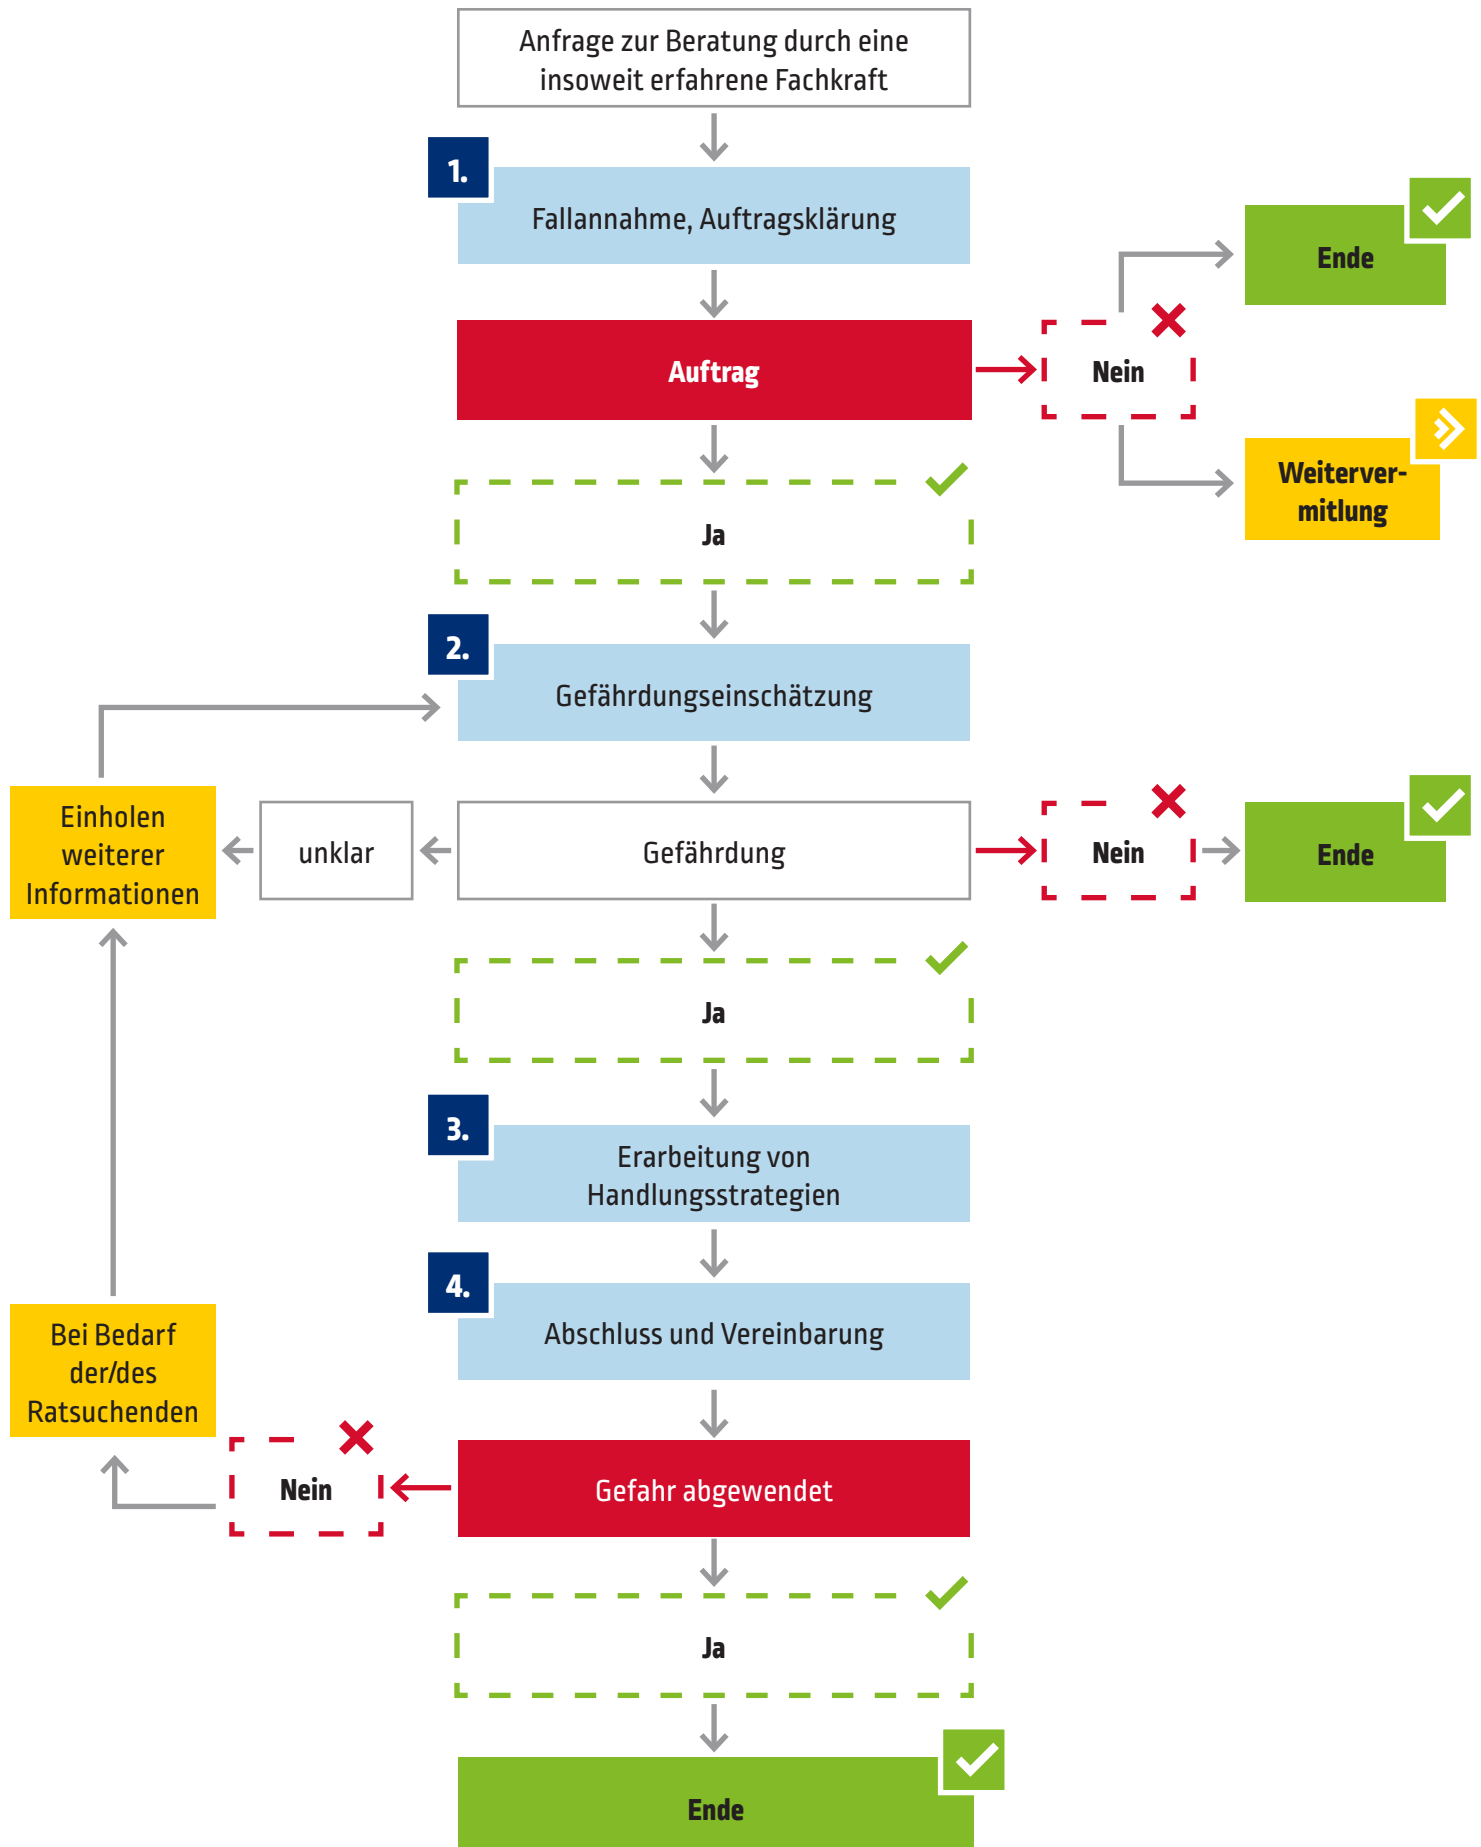 Anfrage zur Beratung durch eine
insoweit erfahrene Fachkraft
1.
Fallannahme, Auftragsklärung
Ende
Auftrag
Nein
Weiterver-
mitlung
Ja
2.
Gefährdungseinschätzung
Einholen
weiterer
Informationen
unklar
Gefährdung
Nein
Ende
Ja
3.
Erarbeitung von
Handlungsstrategien
4.
Abschluss und Vereinbarung
Bei Bedarf
der/des
Ratsuchenden
Nein
Gefahr abgewendet
Ja
Ende